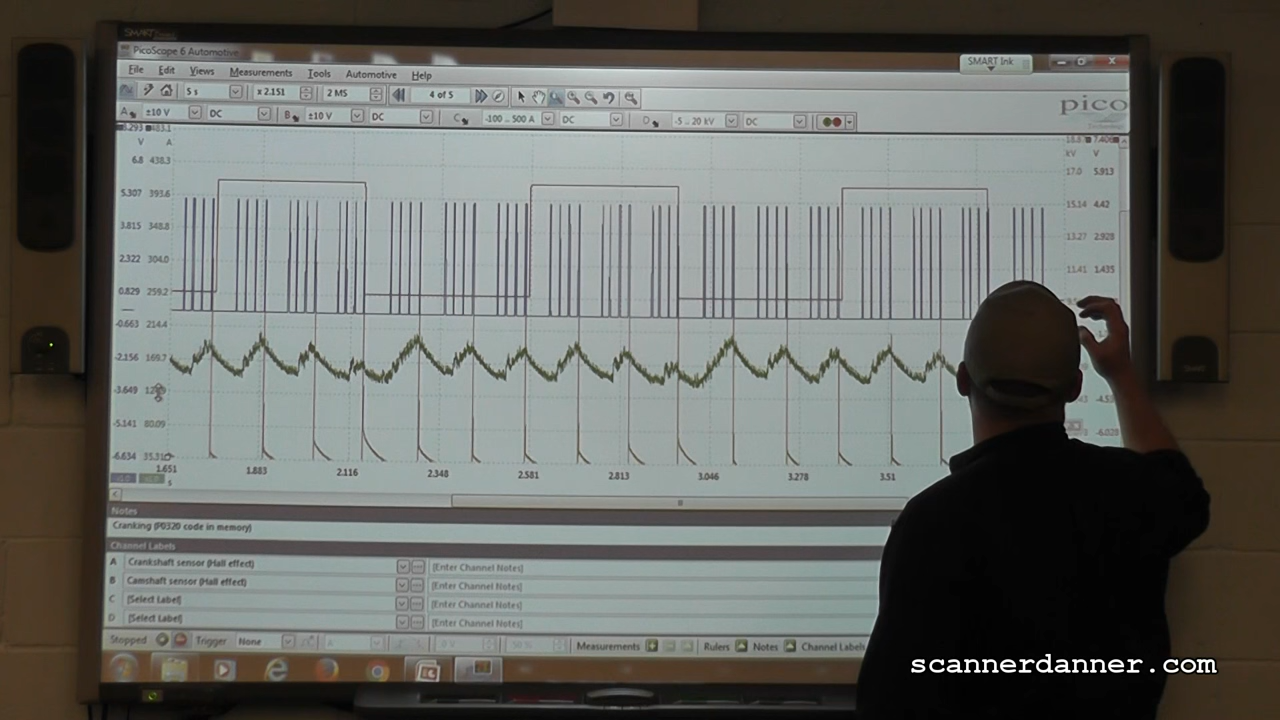 SMART
PicoScope 6 Automotive
SMART Ink
File Edit Views Measurements Tools Automotive Help
5 s x 2.151 2 MS 4 of 5
pico
Technology
A ±10 V DC B ±10 V DC C -100 .. 500 A DC D -5 .. 20 kV DC
V A kV V
6.8 438.3 17.0 5.913
5.307 393.6 15.14 4.42
3.815 348.8 13.27 2.928
2.322 304.0 11.41 1.435
0.829 259.2
-0.663 214.4
-2.156 169.7
-3.649
-5.141 80.09
-6.634 35.31 -6.028
1.651 1.883 2.116 2.348 2.581 2.813 3.046 3.278 3.51
s
Notes
Cranking (P0320 code in memory)
Channel Labels
A Crankshaft sensor (Hall effect) [Enter Channel Notes]
B Camshaft sensor (Hall effect) [Enter Channel Notes]
C [Select Label] [Enter Channel Notes]
D [Select Label] [Enter Channel Notes]
Stopped Trigger None A 0 V 50 % Measurements Rulers Notes Channel Labels
scannerdanner.com